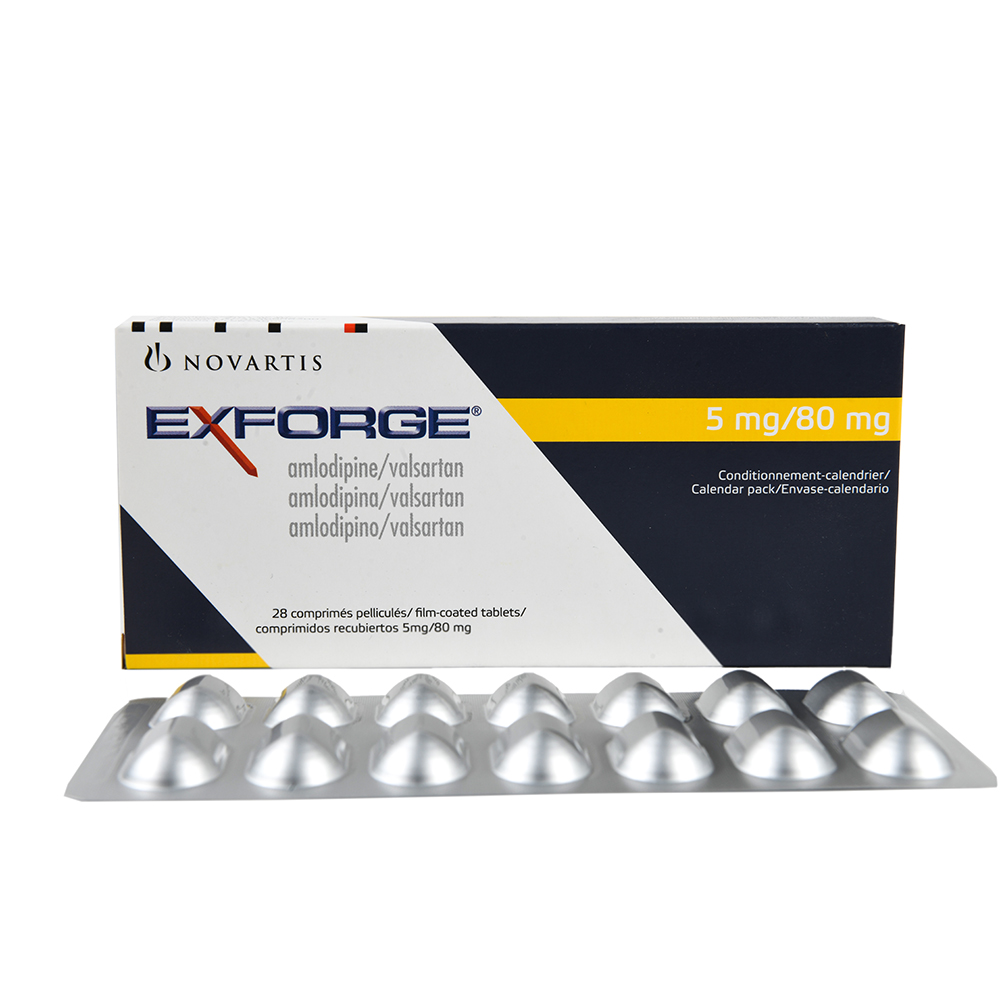 NOVARTIS
EXFORGE®
amlodipine/valsartan
amlodipina/valsartan
amlodipino/valsartan
5 mg/80 mg
Conditionnement-calendrier/
Calendar pack/Envase-calendario
28 comprimés pelliculés/ film-coated tablets/
comprimidos recubiertos 5mg/80 mg